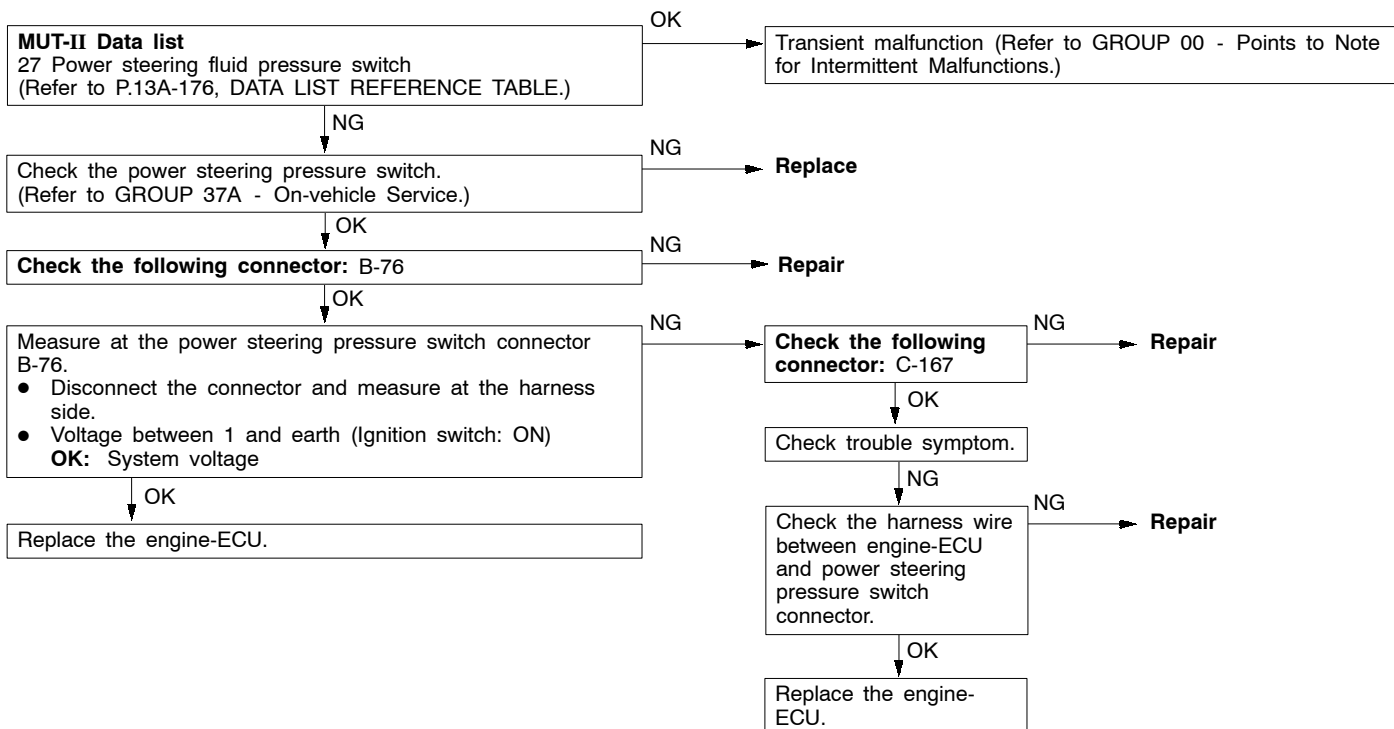 MUT-II Data list
27 Power steering fluid pressure switch
(Refer to P.13A-176, DATA LIST REFERENCE TABLE.)
OK
Transient malfunction (Refer to GROUP 00 - Points to Note
for Intermittent Malfunctions.)
NG
Check the power steering pressure switch.
(Refer to GROUP 37A - On-vehicle Service.)
NG
Replace
OK
Check the following connector: B-76
NG
Repair
OK
Measure at the power steering pressure switch connector
B-76.
● Disconnect the connector and measure at the harness
side.
● Voltage between 1 and earth (Ignition switch: ON)
OK: System voltage
NG
Check the following
connector: C-167
NG
Repair
OK
Check trouble symptom.
NG
Check the harness wire
between engine-ECU
and power steering
pressure switch
connector.
NG
Repair
OK
Replace the engine-
ECU.
OK
Replace the engine-ECU.